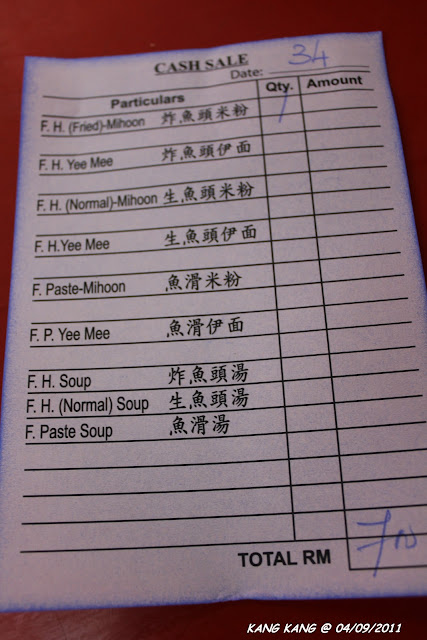 34
CASH SALE
Date:
Particulars Qty. Amount
F. H. (Fried)-Mihoon 炸魚頭米粉 1
F. H. Yee Mee 炸魚頭伊面
F. H. (Normal)-Mihoon 生魚頭米粉
F. H.Yee Mee 生魚頭伊面
F. Paste-Mihoon 魚滑米粉
F. P. Yee Mee 魚滑伊面
F. H. Soup 炸魚頭湯
F. H. (Normal) Soup 生魚頭湯
F. Paste Soup 魚滑湯
TOTAL RM
KANG KANG @ 04/09/2011